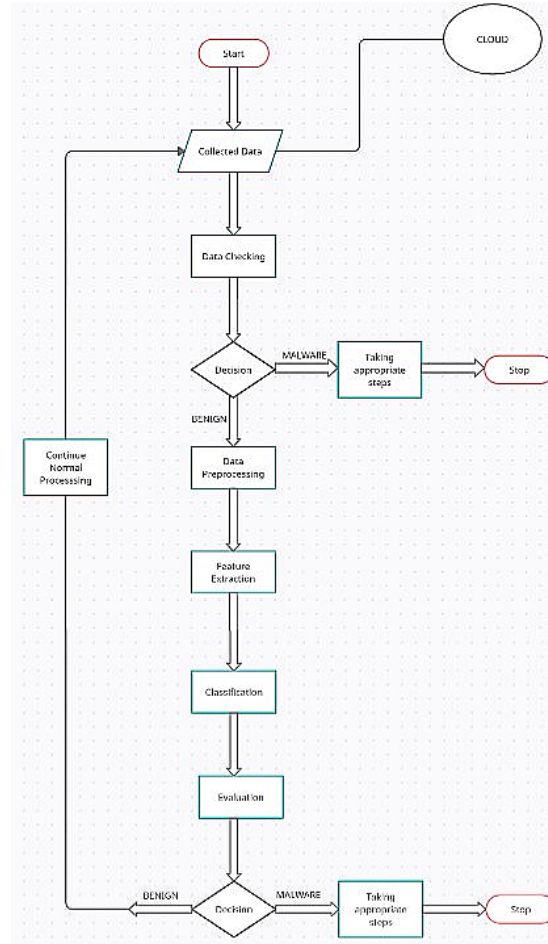 CLOUD
Start
Collected Data
Data Checking
Decision
MALWARE
Taking
appropriate
steps
Stop
BENIGN
Data
Preprocessing
Continue
Normal
Processsing
Feature
Extraction
Classification
Evaluation
BENIGN
Decision
MALWARE
Taking
appropriate
steps
Stop